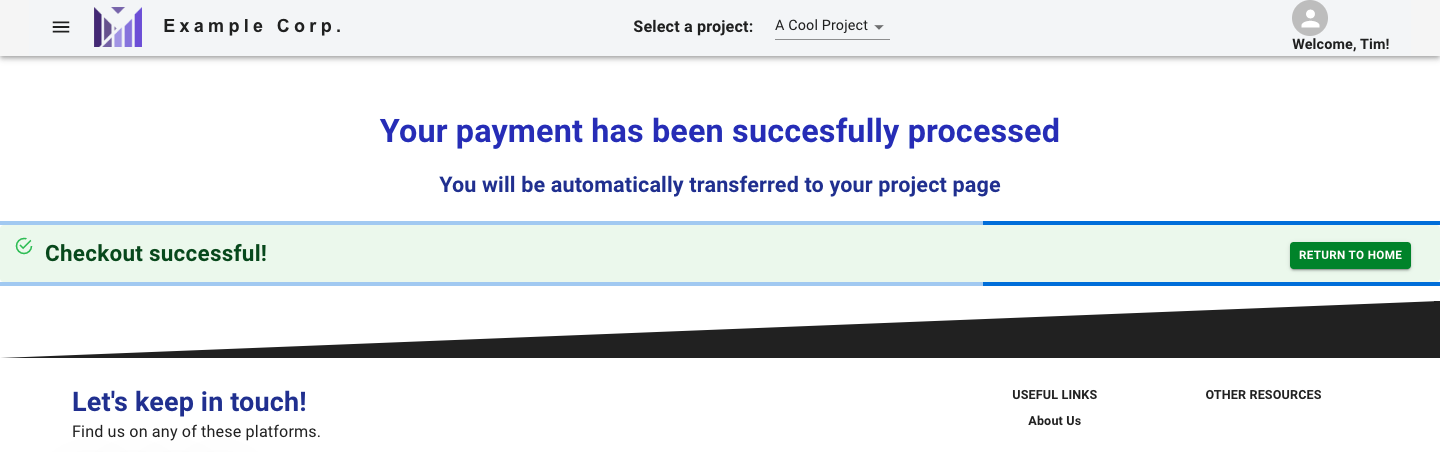 Example Corp.
Select a project: A Cool Project
Welcome, Tim!
Your payment has been succesfully processed
You will be automatically transferred to your project page
Checkout successful!
RETURN TO HOME
Let's keep in touch!
Find us on any of these platforms.
USEFUL LINKS
About Us
OTHER RESOURCES